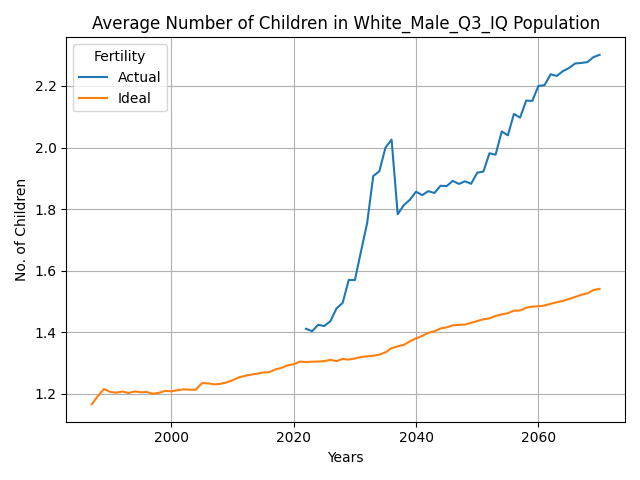 Average Number of Children in White_Male_Q3_IQ Population
Fertility
Actual
Ideal
No. of Children
2.2
2.0
1.8
1.6
1.4
1.2
2000
2020
2040
2060
Years